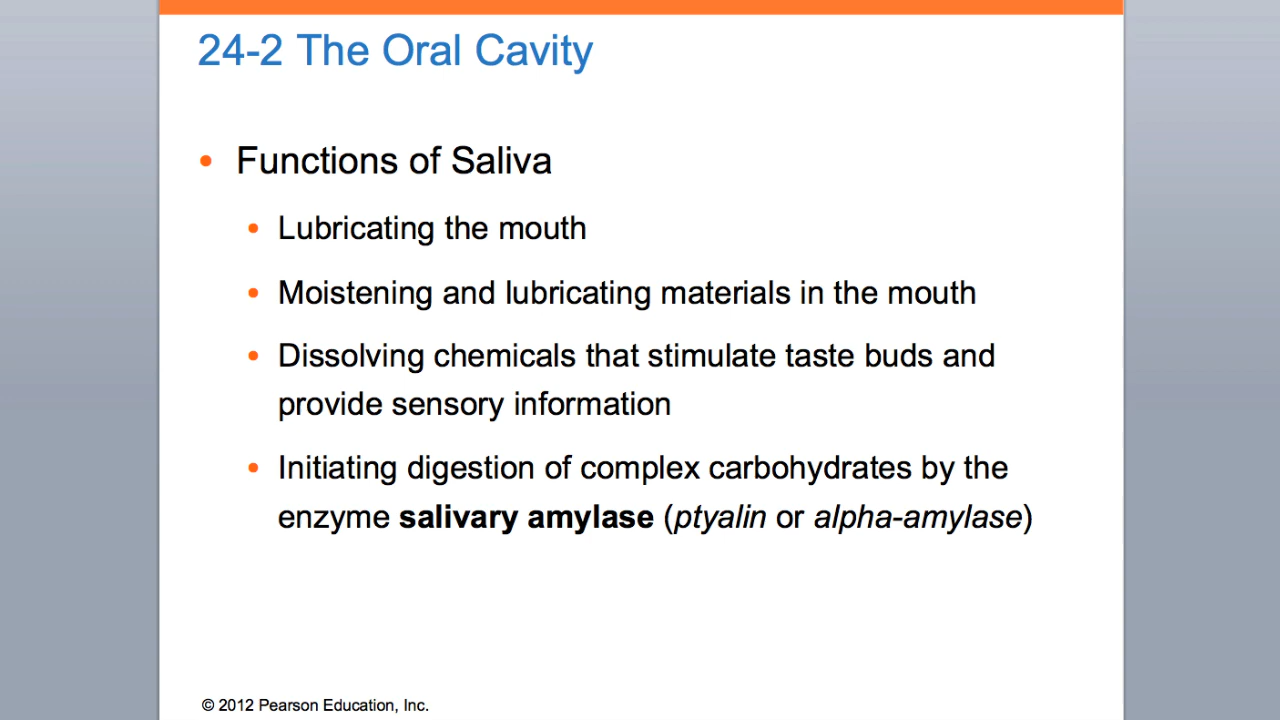 24-2 The Oral Cavity
• Functions of Saliva
• Lubricating the mouth
• Moistening and lubricating materials in the mouth
• Dissolving chemicals that stimulate taste buds and
provide sensory information
• Initiating digestion of complex carbohydrates by the
enzyme salivary amylase (ptyalin or alpha-amylase)
© 2012 Pearson Education, Inc.